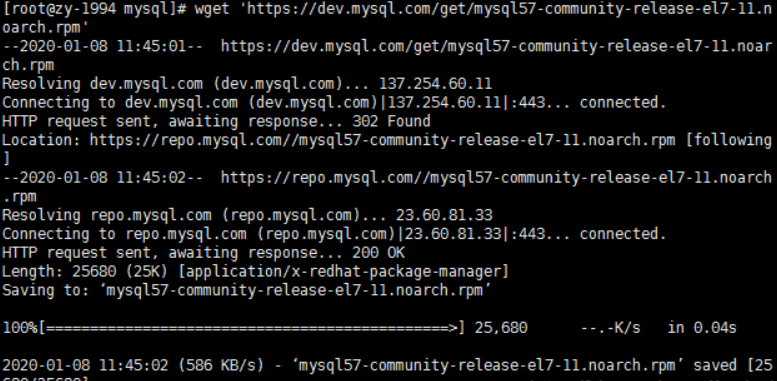 [root@zy-1994 mysql]# wget 'https://dev.mysql.com/get/mysql57-community-release-el7-11.n
oarch.rpm'
--2020-01-08 11:45:01--  https://dev.mysql.com/get/mysql57-community-release-el7-11.noar
ch.rpm
Resolving dev.mysql.com (dev.mysql.com)... 137.254.60.11
Connecting to dev.mysql.com (dev.mysql.com)|137.254.60.11|:443... connected.
HTTP request sent, awaiting response... 302 Found
Location: https://repo.mysql.com//mysql57-community-release-el7-11.noarch.rpm [following
]
--2020-01-08 11:45:02--  https://repo.mysql.com//mysql57-community-release-el7-11.noarch
.rpm
Resolving repo.mysql.com (repo.mysql.com)... 23.60.81.33
Connecting to repo.mysql.com (repo.mysql.com)|23.60.81.33|:443... connected.
HTTP request sent, awaiting response... 200 OK
Length: 25680 (25K) [application/x-redhat-package-manager]
Saving to: ‘mysql57-community-release-el7-11.noarch.rpm’
100%[==============================================>] 25,680      --.-K/s   in 0.04s
2020-01-08 11:45:02 (586 KB/s) - ‘mysql57-community-release-el7-11.noarch.rpm’ saved [25
680/25680]